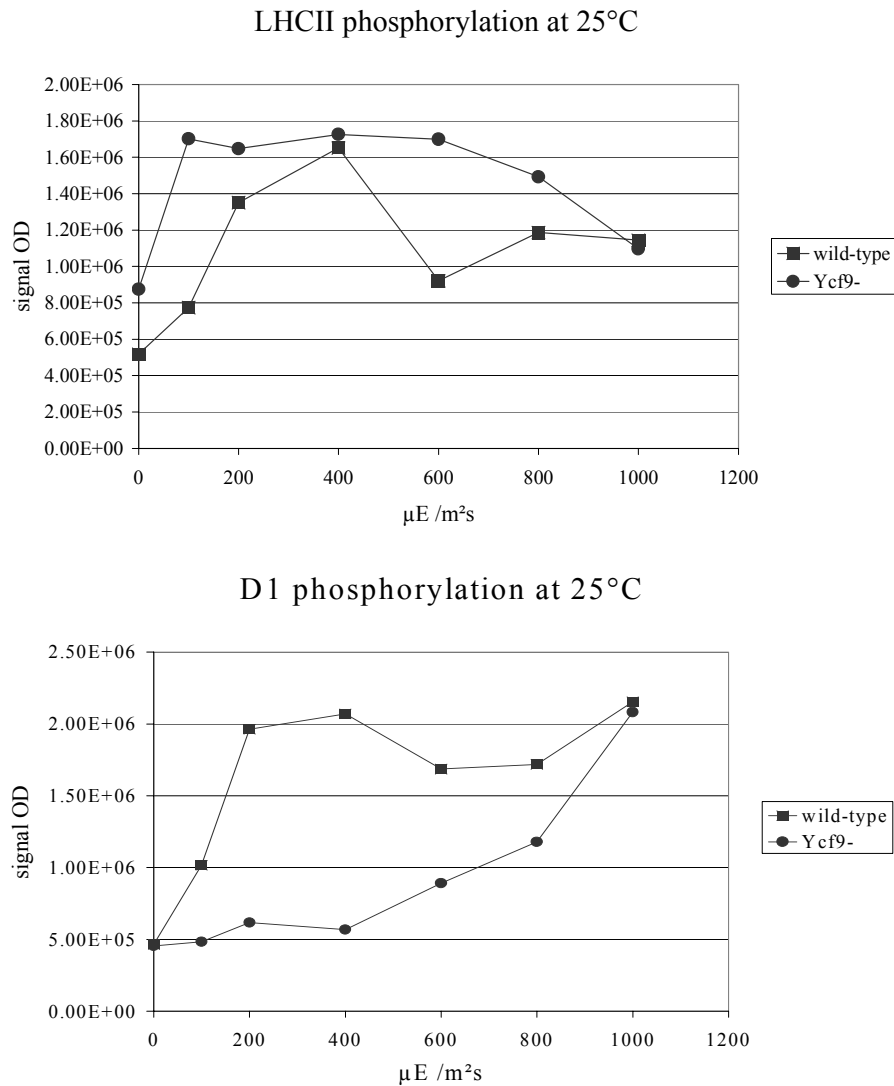 LHCII phosphorylation at 25°C
2.00E+06
1.80E+06
1.60E+06
1.40E+06
1.20E+06
1.00E+06
8.00E+05
6.00E+05
4.00E+05
2.00E+05
0.00E+00
signal OD
0 200 400 600 800 1000 1200
µE /m²s
wild-type
Ycf9-
D1 phosphorylation at 25°C
2.50E+06
2.00E+06
1.50E+06
1.00E+06
5.00E+05
0.00E+00
signal OD
0 200 400 600 800 1000 1200
µE /m²s
wild-type
Ycf9-